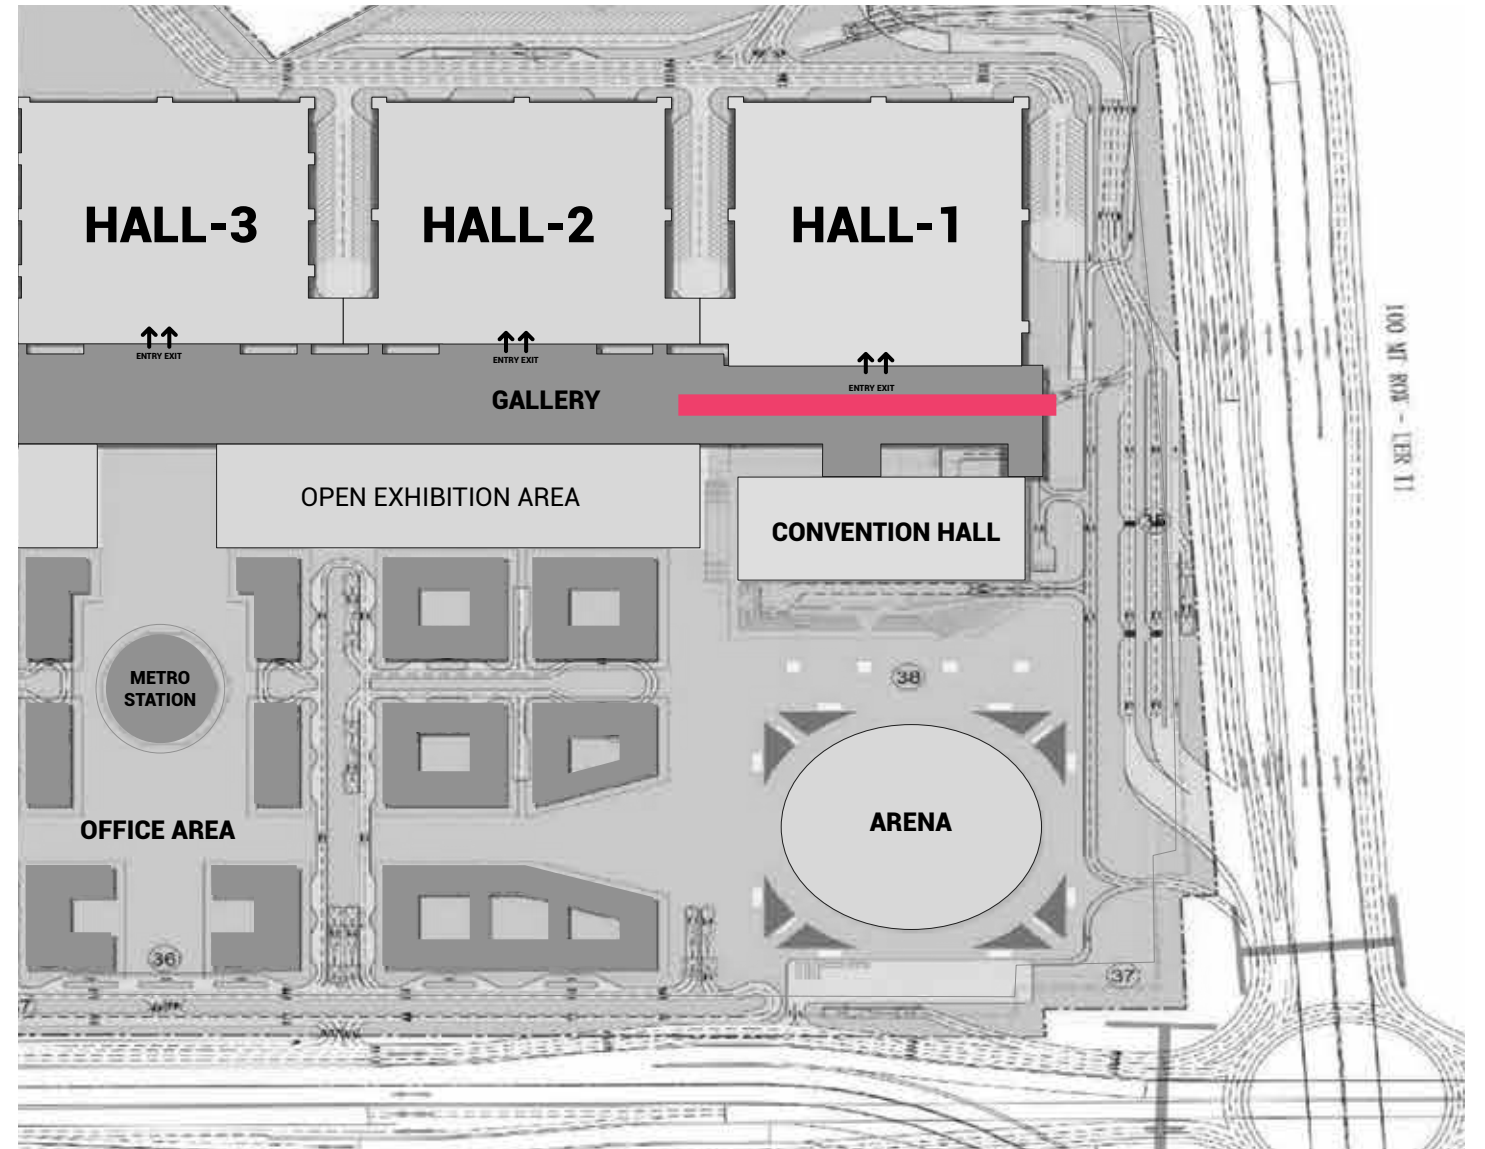 HALL-3
HALL-2
HALL-1
ENTRY EXIT
ENTRY EXIT
ENTRY EXIT
GALLERY
OPEN EXHIBITION AREA
CONVENTION HALL
METRO
STATION
38
ARENA
OFFICE AREA
36
37